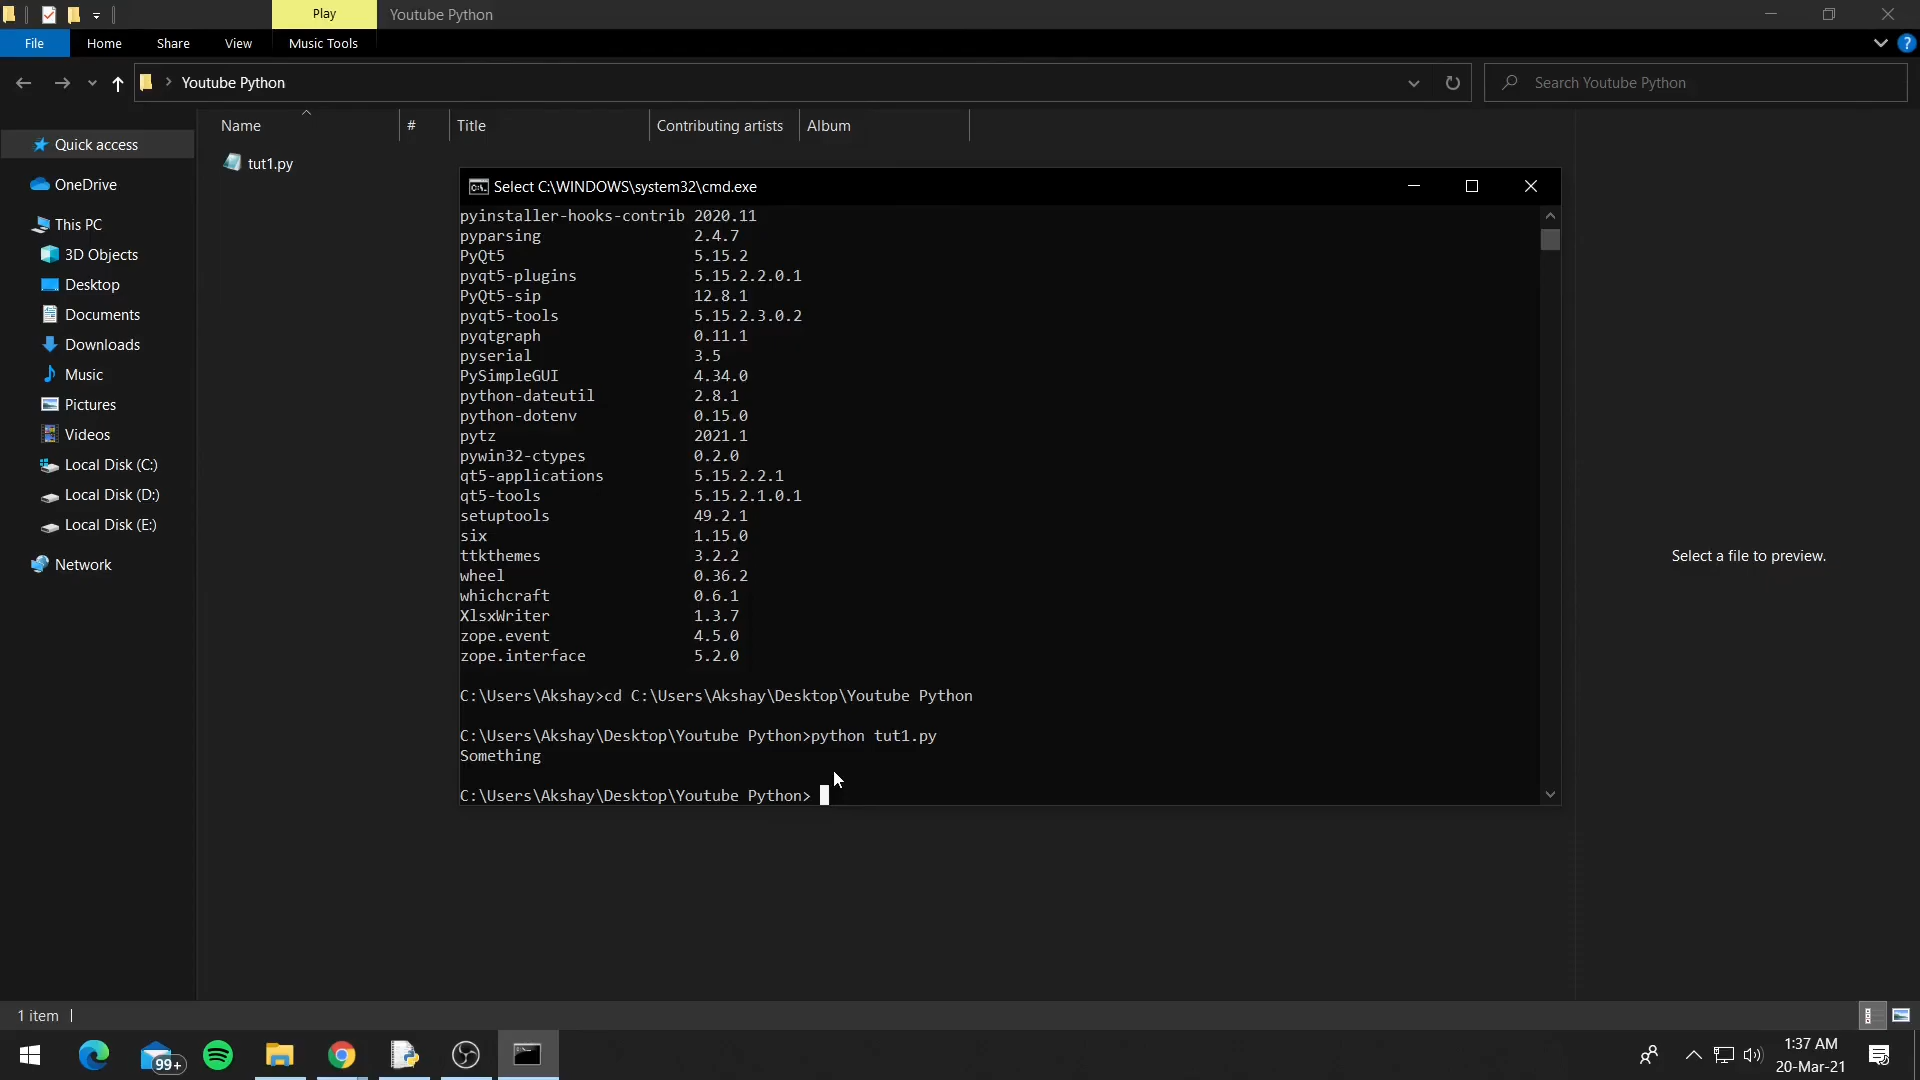 Play
Youtube Python
File
Home
Share
View
Music Tools
Youtube Python
Search Youtube Python
Name
#
Title
Contributing artists
Album
Quick access
OneDrive
This PC
3D Objects
Desktop
Documents
Downloads
Music
Pictures
Videos
Local Disk (C:)
Local Disk (D:)
Local Disk (E:)
Network
tut1.py
Select C:\WINDOWS\system32\cmd.exe
pyinstaller-hooks-contrib 2020.11
pyparsing 2.4.7
PyQt5 5.15.2
pyqt5-plugins 5.15.2.2.0.1
PyQt5-sip 12.8.1
pyqt5-tools 5.15.2.3.0.2
pyqtgraph 0.11.1
pyserial 3.5
PySimpleGUI 4.34.0
python-dateutil 2.8.1
python-dotenv 0.15.0
pytz 2021.1
pywin32-ctypes 0.2.0
qt5-applications 5.15.2.2.1
qt5-tools 5.15.2.1.0.1
setuptools 49.2.1
six 1.15.0
ttkthemes 3.2.2
wheel 0.36.2
whichcraft 0.6.1
XlsxWriter 1.3.7
zope.event 4.5.0
zope.interface 5.2.0
C:\Users\Akshay>cd C:\Users\Akshay\Desktop\Youtube Python
C:\Users\Akshay\Desktop\Youtube Python>python tut1.py
Something
C:\Users\Akshay\Desktop\Youtube Python>
Select a file to preview.
1 item
99+
1:37 AM
20-Mar-21